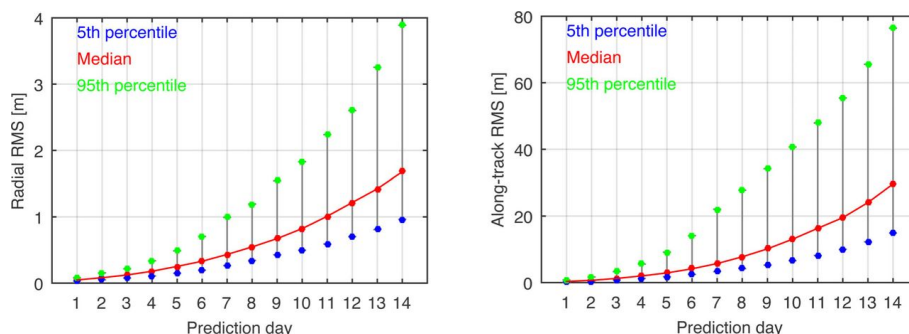 4
3
2
1
0
Radial RMS [m]
5th percentile
Median
95th percentile
1 2 3 4 5 6 7 8 9 10 11 12 13 14
Prediction day
80
60
40
20
0
Along-track RMS [m]
5th percentile
Median
95th percentile
1 2 3 4 5 6 7 8 9 10 11 12 13 14
Prediction day